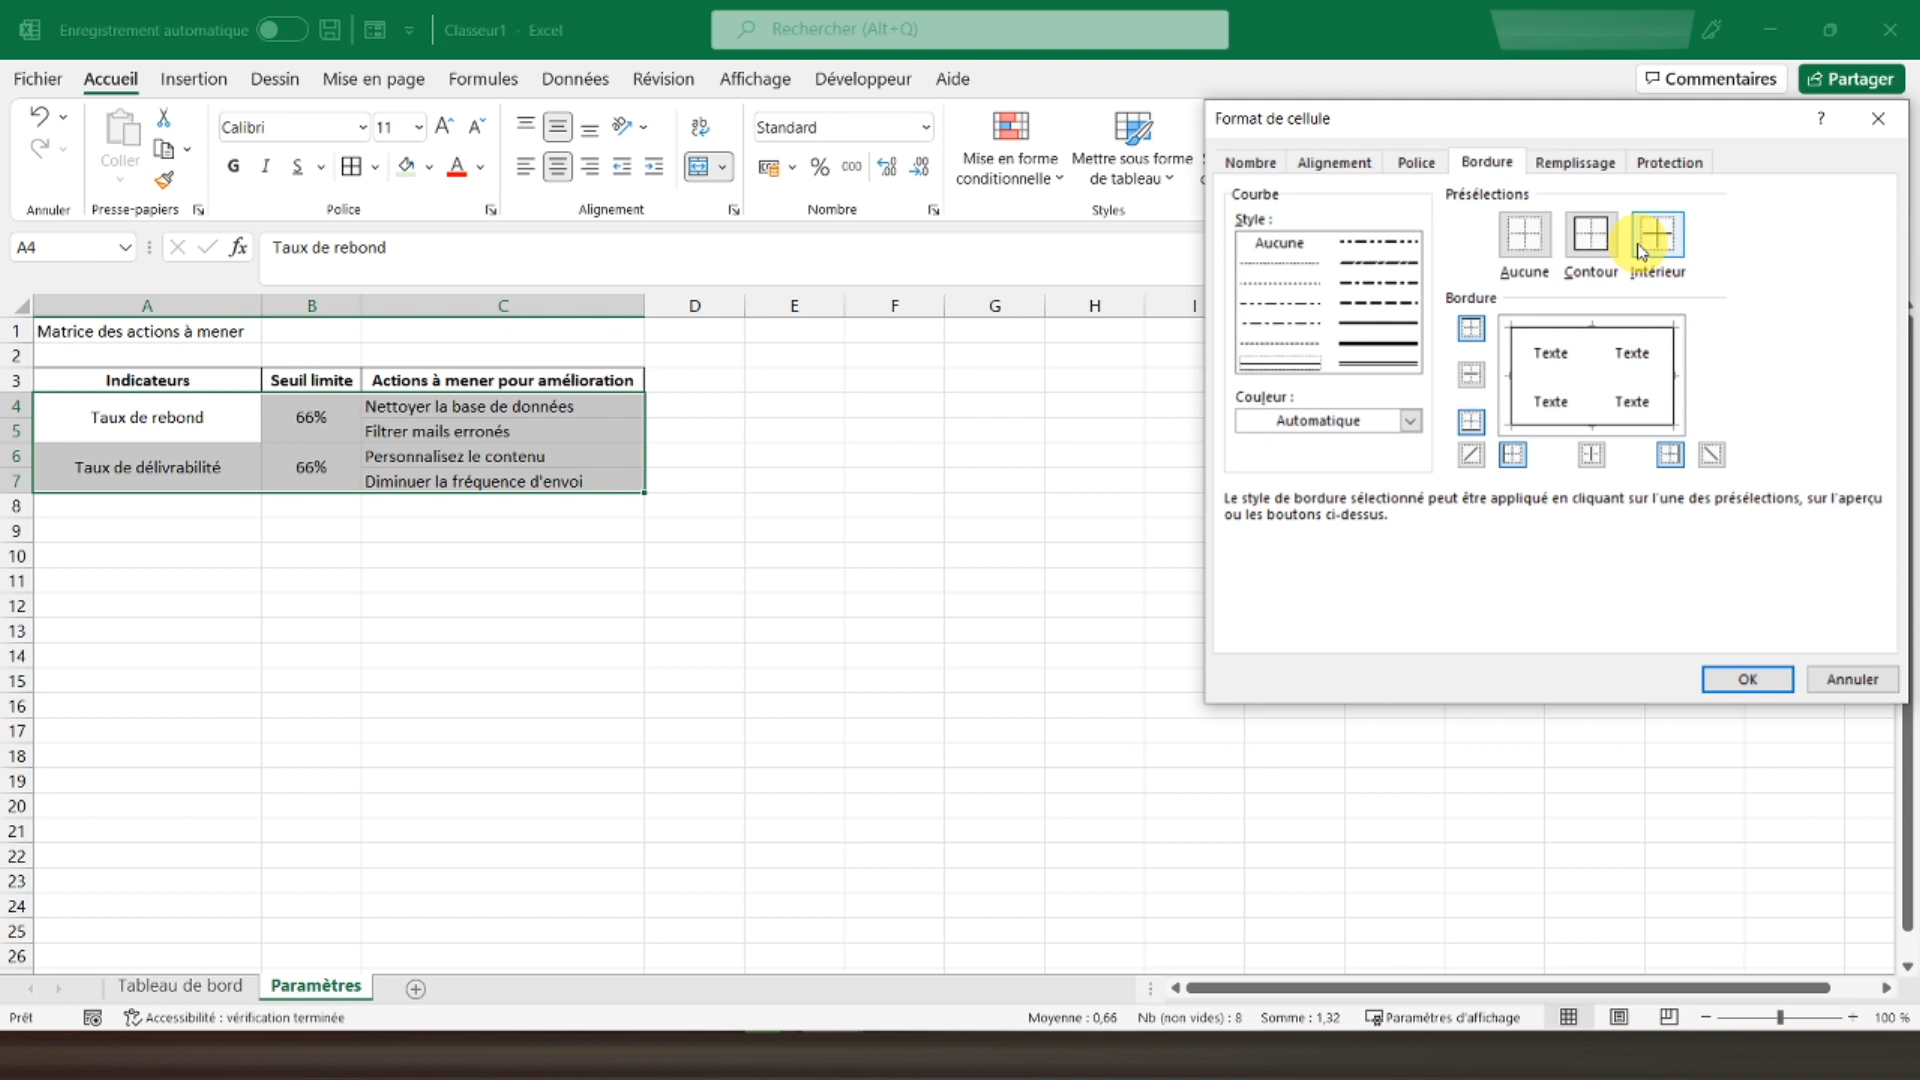 Enregistrement automatique
Classeur1 - Excel
Rechercher (Alt+Q)
Fichier
Accueil
Insertion
Dessin
Mise en page
Formules
Données
Révision
Affichage
Développeur
Aide
Commentaires
Partager
Coller
Calibri
11
G
I
S
Standard
Mise en forme
conditionnelle
Mettre sous forme
de tableau
Annuler
Presse-papiers
Police
Alignement
Nombre
Styles
A4
fx
Taux de rebond
A B C D E F G H I
1 Matrice des actions à mener
2
3 Indicateurs Seuil limite Actions à mener pour amélioration
4 Nettoyer la base de données
Taux de rebond 66%
5 Filtrer mails erronés
6 Personnalisez le contenu
Taux de délivrabilité 66%
7 Diminuer la fréquence d'envoi
8
9
10
11
12
13
14
15
16
17
18
19
20
21
22
23
24
25
26
Format de cellule
?
Nombre
Alignement
Police
Bordure
Remplissage
Protection
Courbe
Style :
Aucune
Couleur :
Automatique
Présélections
Aucune
Contour
Intérieur
Bordure
Texte Texte
Texte Texte
Le style de bordure sélectionné peut être appliqué en cliquant sur l'une des présélections, sur l'aperçu
ou les boutons ci-dessus.
OK
Annuler
Tableau de bord
Paramètres
Prêt
Accessibilité : vérification terminée
Moyenne : 0,66
Nb (non vides) : 8
Somme : 1,32
Paramètres d'affichage
100 %